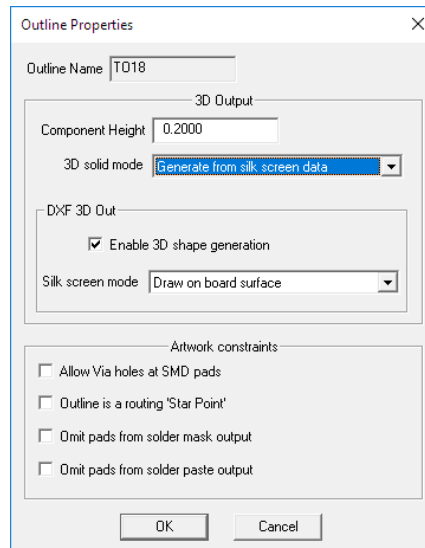 Outline Properties
Outline Name TO18
3D Output
Component Height 0.2000
3D solid mode Generate from silk screen data
DXF 3D Out
Enable 3D shape generation
Silk screen mode Draw on board surface
Artwork constraints
Allow Via holes at SMD pads
Outline is a routing 'Star Point'
Omit pads from solder mask output
Omit pads from solder paste output
OK Cancel